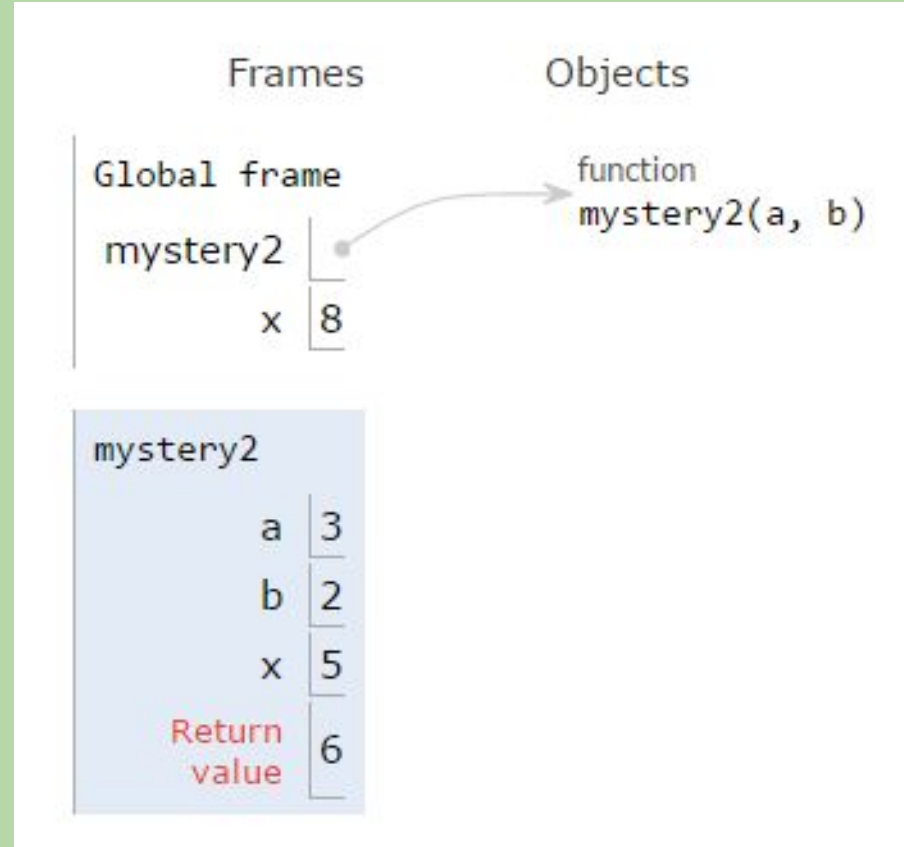 Frames Objects
Global frame
function
mystery2(a, b)
mystery2
x 8
mystery2
a 3
b 2
x 5
Return
value 6